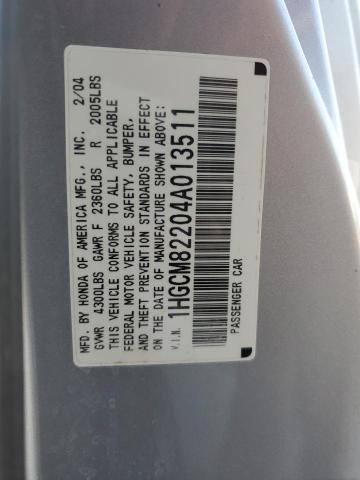 MFD. BY HONDA OF AMERICA MFG., INC. 2/04
GVWR 4300LBS GAWR F 2360LBS R 2005LBS
THIS VEHICLE CONFORMS TO ALL APPLICABLE
FEDERAL MOTOR VEHICLE SAFETY, BUMPER,
AND THEFT PREVENTION STANDARDS IN EFFECT
ON THE DATE OF MANUFACTURE SHOWN ABOVE:
V.I.N. 1HGCM82204A013511
PASSENGER CAR